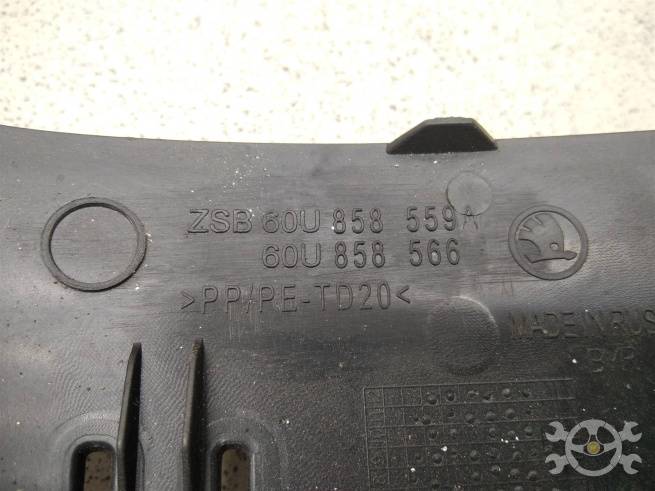 ZSB 60U 858 559A
60U 858 566
>PP/PE-TD20<
MADE IN RUS